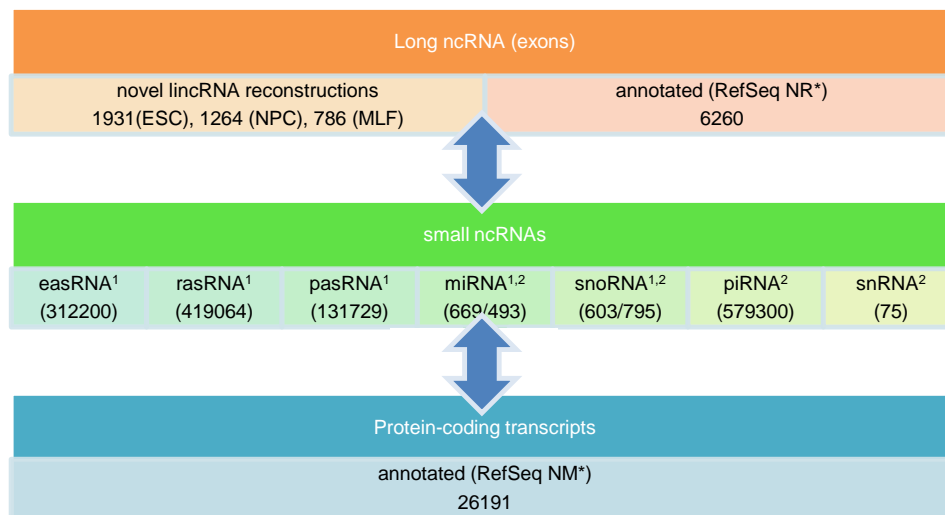 Long ncRNA (exons)
novel lincRNA reconstructions
1931(ESC), 1264 (NPC), 786 (MLF)
annotated (RefSeq NR*)
6260
small ncRNAs
easRNA¹ rasRNA¹ pasRNA¹ miRNA¹,² snoRNA¹,² piRNA² snRNA²
(312200) (419064) (131729) (669/493) (603/795) (579300) (75)
Protein-coding transcripts
annotated (RefSeq NM*)
26191